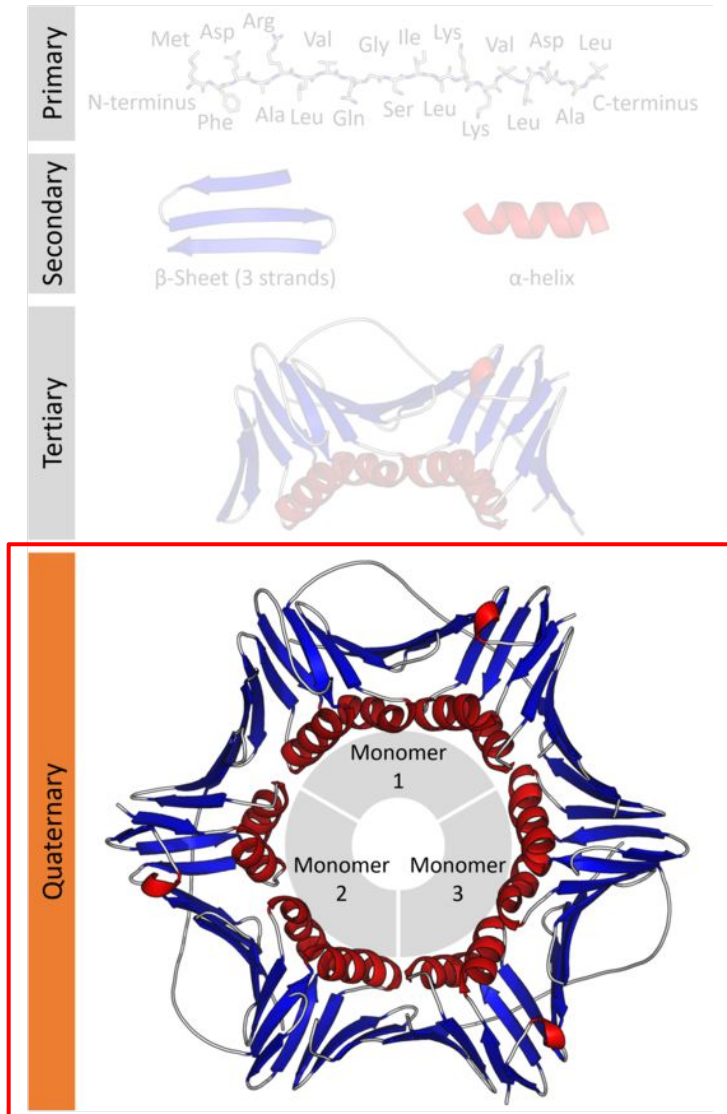 Primary
Met Asp Arg Val Gly Ile Lys Val Asp Leu
N-terminus C-terminus
Phe Ala Leu Gln Ser Leu Lys Leu Ala
Secondary
β-Sheet (3 strands) α-helix
Tertiary
Quaternary
Monomer
1
Monomer
2
Monomer
3